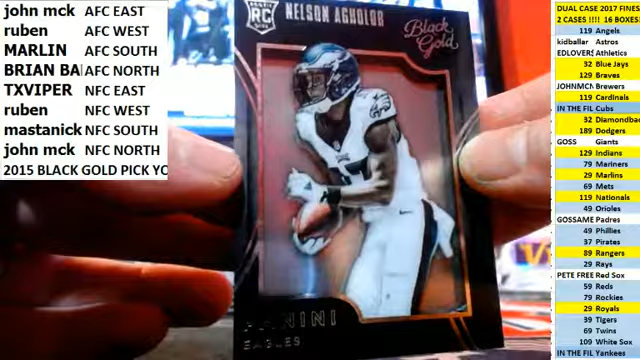 john mck AFC EAST
ruben AFC WEST
MARLIN AFC SOUTH
BRIAN BA AFC NORTH
TXVIPER NFC EAST
ruben NFC WEST
mastanick NFC SOUTH
john mck NFC NORTH
2015 BLACK GOLD PICK YO
RC
NELSON AGHOLOR
Black Gold
PANINI
EAGLES
DUAL CASE 2017 FINES
2 CASES !!!! 16 BOXES!
119 Angels
kidballar Astros
EDLOVERS Athletics
32 Blue Jays
129 Braves
JOHNMCN Brewers
119 Cardinals
IN THE FIL Cubs
32 Diamondba
189 Dodgers
GOSS Giants
129 Indians
79 Mariners
29 Marlins
69 Mets
119 Nationals
49 Orioles
GOSSAME Padres
49 Phillies
37 Pirates
89 Rangers
29 Rays
PETE FREE Red Sox
59 Reds
79 Rockies
29 Royals
39 Tigers
69 Twins
109 White Sox
IN THE FIL Yankees